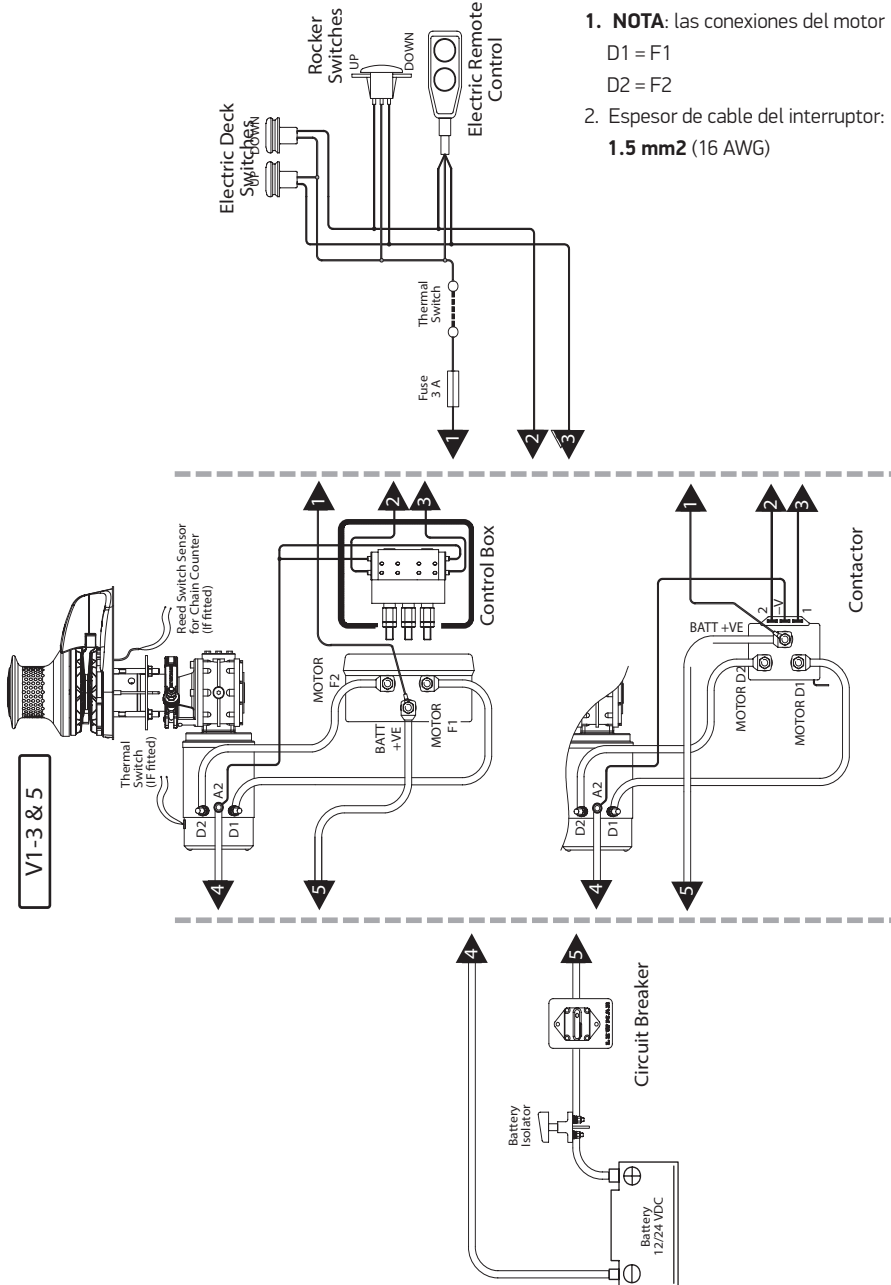 1. NOTA: las conexiones del motor
D1 = F1
D2 = F2
2. Espesor de cable del interruptor:
1.5 mm2 (16 AWG)
V1-3 & 5
Electric Deck
Switches
UP
DOWN
Rocker
Switches
UP
DOWN
Electric Remote
Control
Thermal
Switch
Fuse
3 A
1
2
3
Reed Switch Sensor
for Chain Counter
(If fitted)
Thermal
Switch
(IF fitted)
D2
A2
D1
4
5
1
2
3
MOTOR
F2
BATT
+VE
MOTOR
F1
Control Box
D2
A2
D1
4
5
1
2
3
BATT +VE
MOTOR D2
MOTOR D1
2
–V
1
Contactor
4
5
Circuit Breaker
LEWMAR
Battery
Isolator
Battery
12/24 VDC